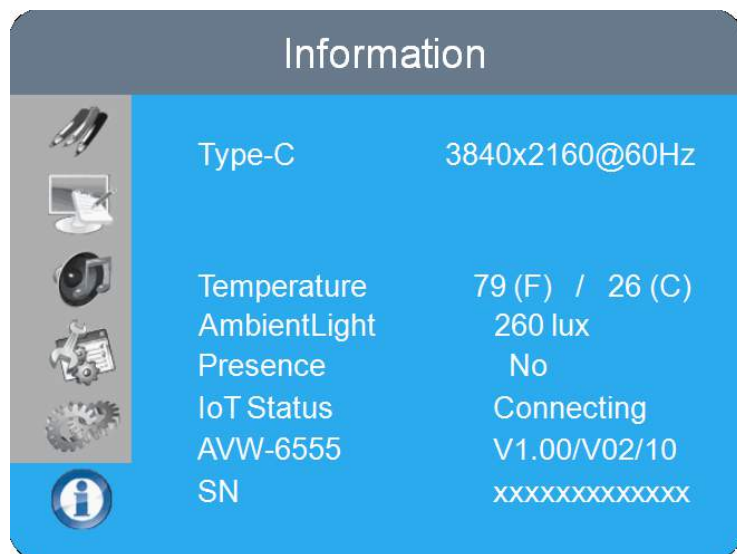 Information
Type-C 3840x2160@60Hz
Temperature 79 (F) / 26 (C)
AmbientLight 260 lux
Presence No
IoT Status Connecting
AVW-6555 V1.00/V02/10
SN xxxxxxxxxxxxx